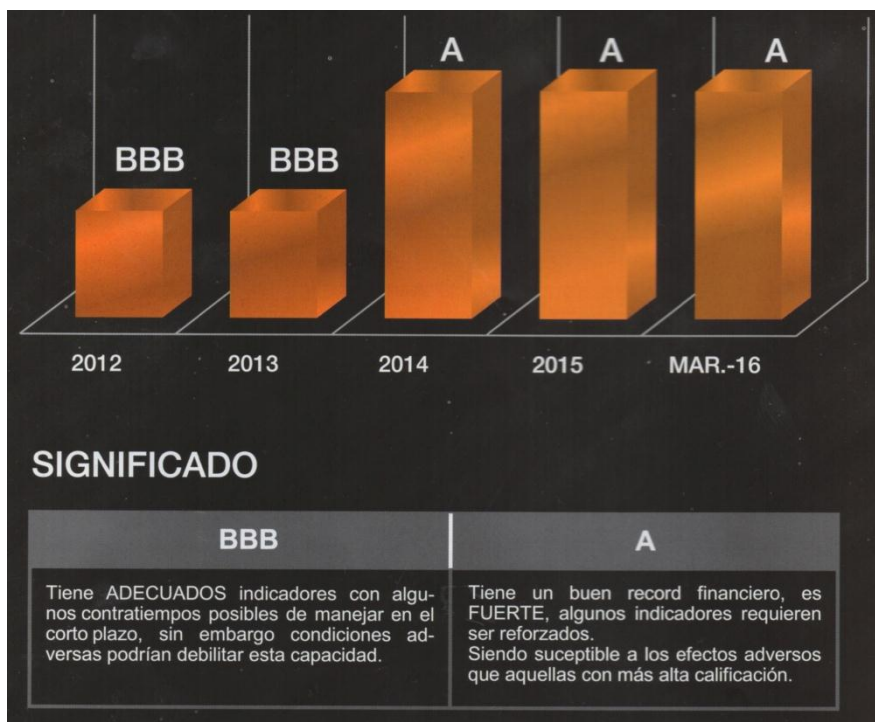 A A A
BBB BBB
2012 2013 2014 2015 MAR.-16
SIGNIFICADO
BBB
Tiene ADECUADOS indicadores con algu-
nos contratiempos posibles de manejar en el
corto plazo, sin embargo condiciones ad-
versas podrían debilitar esta capacidad.
A
Tiene un buen record financiero, es
FUERTE, algunos indicadores requieren
ser reforzados.
Siendo suceptible a los efectos adversos
que aquellas con más alta calificación.